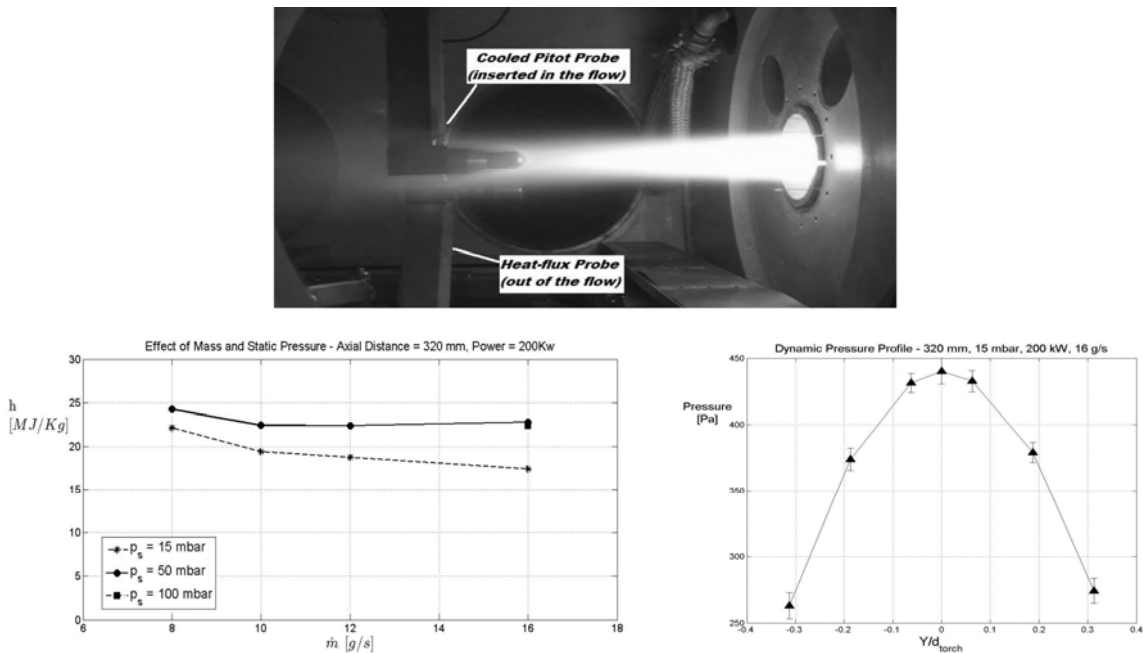 Cooled Pitot Probe
(inserted in the flow)
Heat-flux Probe
(out of the flow)
Effect of Mass and Static Pressure - Axial Distance = 320 mm, Power = 200Kw
h
[MJ/Kg]
30
25
20
15
10
5
0
p_s = 15 mbar
p_s = 50 mbar
p_s = 100 mbar
6 8 10 12 14 16 18
ṁ [g/s]
Dynamic Pressure Profile - 320 mm, 15 mbar, 200 kW, 16 g/s
Pressure
[Pa]
450
400
350
300
250
-0.4 -0.3 -0.2 -0.1 0 0.1 0.2 0.3 0.4
Y/d_torch